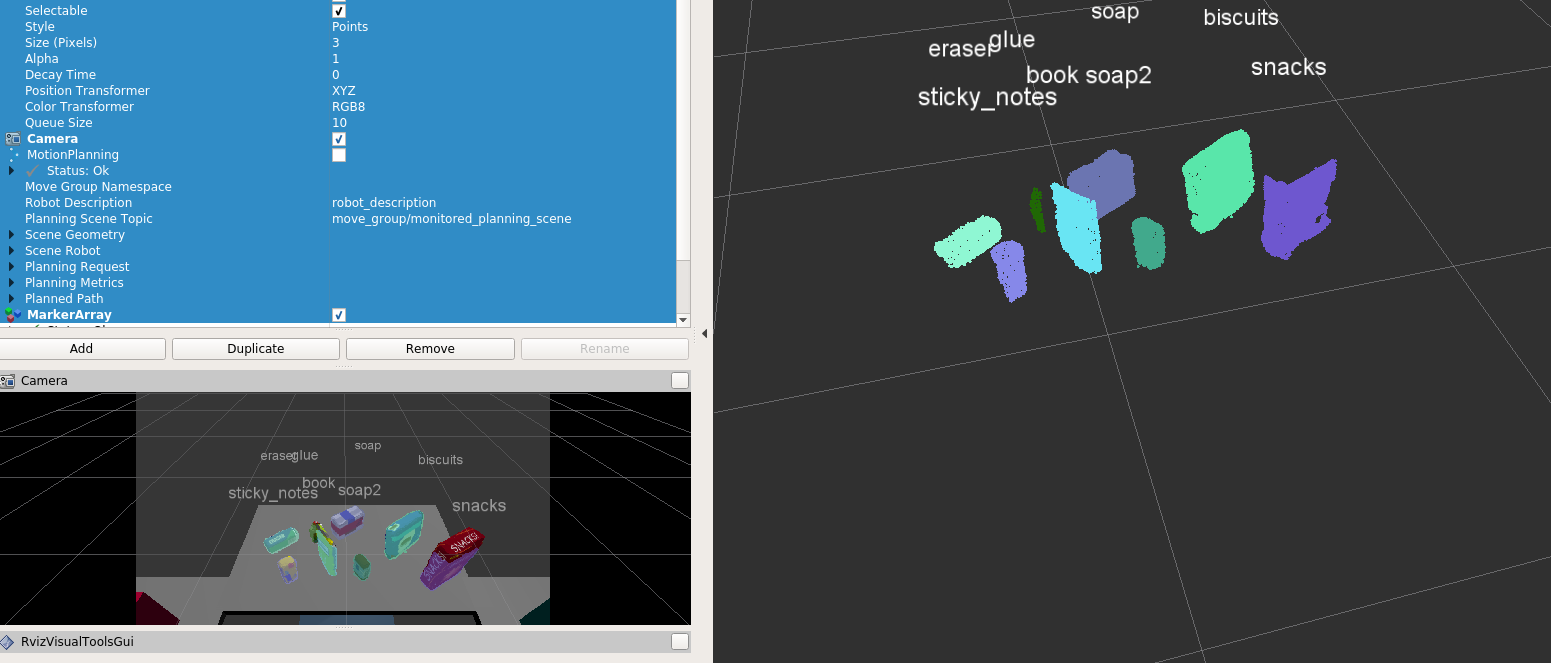 Selectable
Style Points
Size (Pixels) 3
Alpha 1
Decay Time 0
Position Transformer XYZ
Color Transformer RGB8
Queue Size 10
Camera
MotionPlanning
Status: Ok
Move Group Namespace
Robot Description robot_description
Planning Scene Topic move_group/monitored_planning_scene
Scene Geometry
Scene Robot
Planning Request
Planning Metrics
Planned Path
MarkerArray
Add Duplicate Remove Rename
Camera
soap
eraser glue
biscuits
book
sticky_notes soap2
snacks
SNACKS
RvizVisualToolsGui
soap
biscuits
eraser glue
book soap2
snacks
sticky_notes